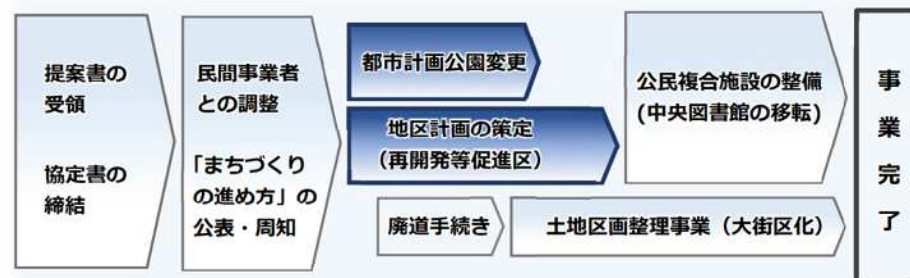 提案書の
受領
協定書の
締結
民間事業者
との調整
「まちづくり
の進め方」の
公表・周知
都市計画公園変更
地区計画の策定
（再開発等促進区）
廃道手続き
土地区画整理事業（大街区化）
公民複合施設の整備
(中央図書館の移転)
事
業
完
了